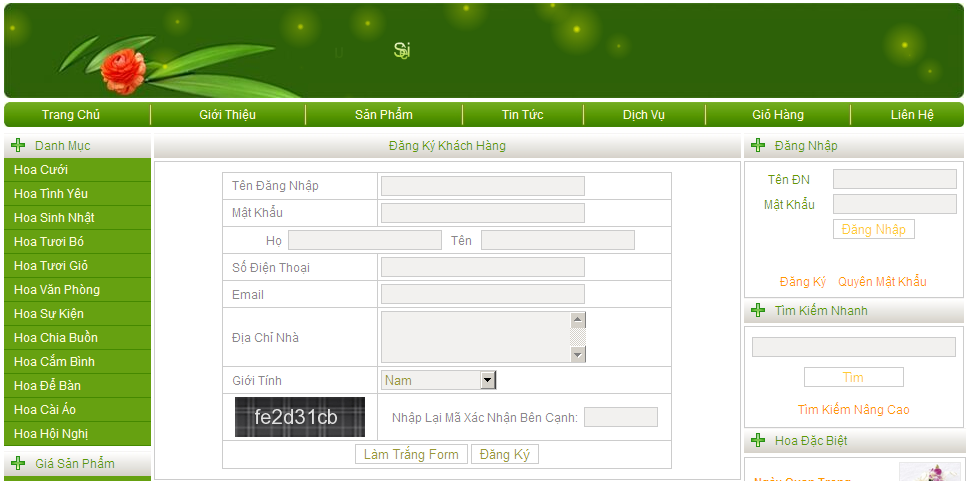 Trang Chủ Giới Thiệu Sản Phẩm Tin Tức Dịch Vụ Giỏ Hàng Liên Hệ
Danh Mục
Hoa Cưới
Hoa Tình Yêu
Hoa Sinh Nhật
Hoa Tươi Bó
Hoa Tươi Giỏ
Hoa Văn Phòng
Hoa Sự Kiện
Hoa Chia Buồn
Hoa Cắm Bình
Hoa Để Bàn
Hoa Cài Áo
Hoa Hội Nghị
Giá Sản Phẩm
Đăng Ký Khách Hàng
Tên Đăng Nhập
Mật Khẩu
Họ Tên
Số Điện Thoại
Email
Địa Chỉ Nhà
Giới Tính Nam
fe2d31cb Nhập Lại Mã Xác Nhận Bên Cạnh:
Làm Trắng Form Đăng Ký
Đăng Nhập
Tên ĐN
Mật Khẩu
Đăng Nhập
Đăng Ký Quyên Mật Khẩu
Tìm Kiếm Nhanh
Tìm
Tìm Kiếm Nâng Cao
Hoa Đặc Biệt